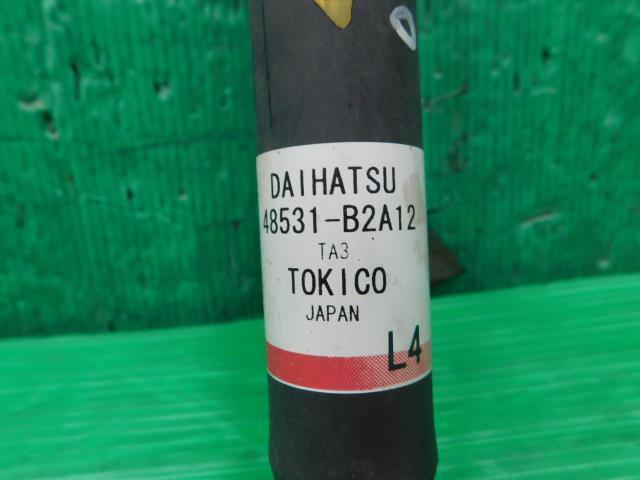 DAIHATSU
48531-B2A12
TA3
TOKICO
JAPAN
L4